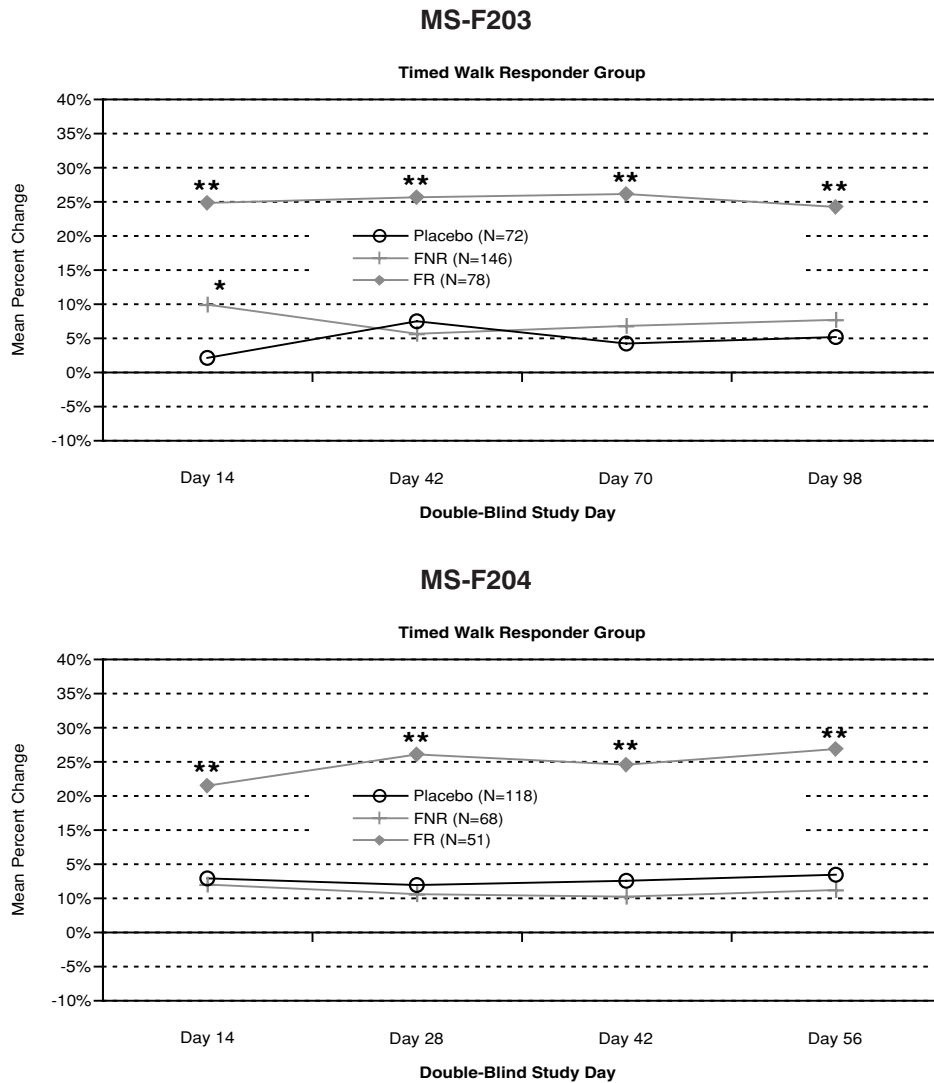 MS-F203
Timed Walk Responder Group
40%
35%
30%
25%
20%
15%
10%
5%
0%
-5%
-10%
Mean Percent Change
**
**
**
**
*
Placebo (N=72)
FNR (N=146)
FR (N=78)
Day 14
Day 42
Day 70
Day 98
Double-Blind Study Day
MS-F204
Timed Walk Responder Group
40%
35%
30%
25%
20%
15%
5%
10%
0%
-5%
-10%
Mean Percent Change
**
**
**
**
Placebo (N=118)
FNR (N=68)
FR (N=51)
Day 14
Day 28
Day 42
Day 56
Double-Blind Study Day